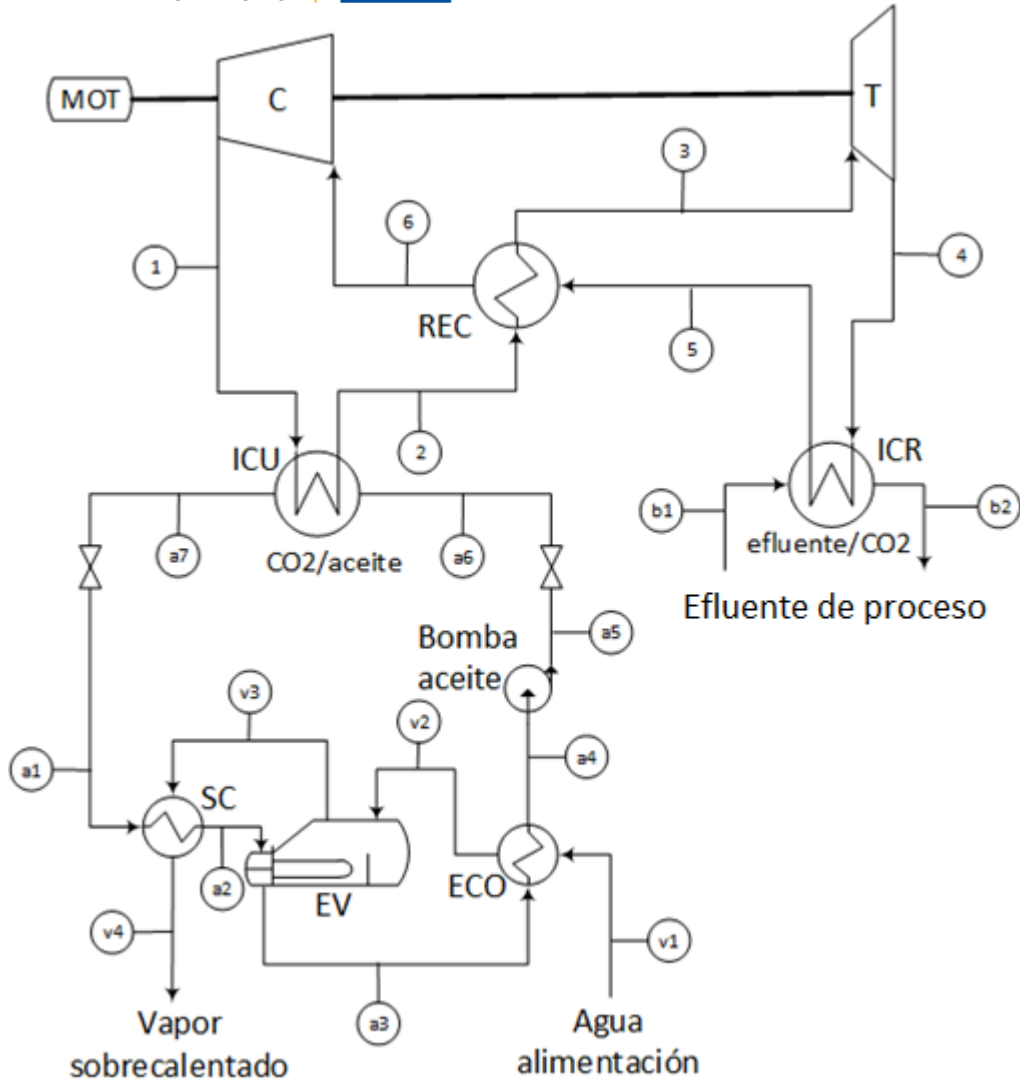 MOT
C
T
3
6
1
4
REC
5
2
ICU
ICR
b1
b2
a7
a6
CO2/aceite
efluente/CO2
Efluente de proceso
Bomba
aceite
a5
v3
v2
a4
a1
SC
a2
EV
ECO
v4
v1
a3
Vapor
sobrecalentado
Agua
alimentación